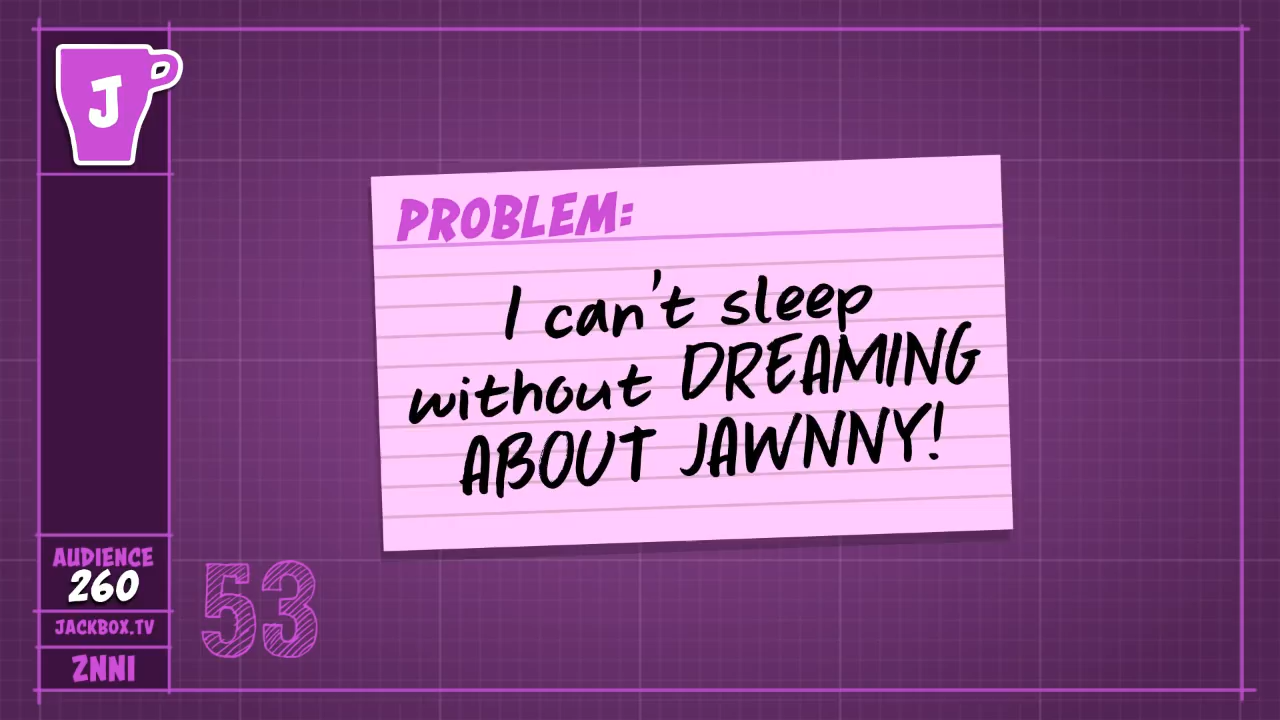 J
PROBLEM:
I can't sleep
without DREAMING
ABOUT JAWNNY!
AUDIENCE
260
JACKBOX.TV
ZNNI
53